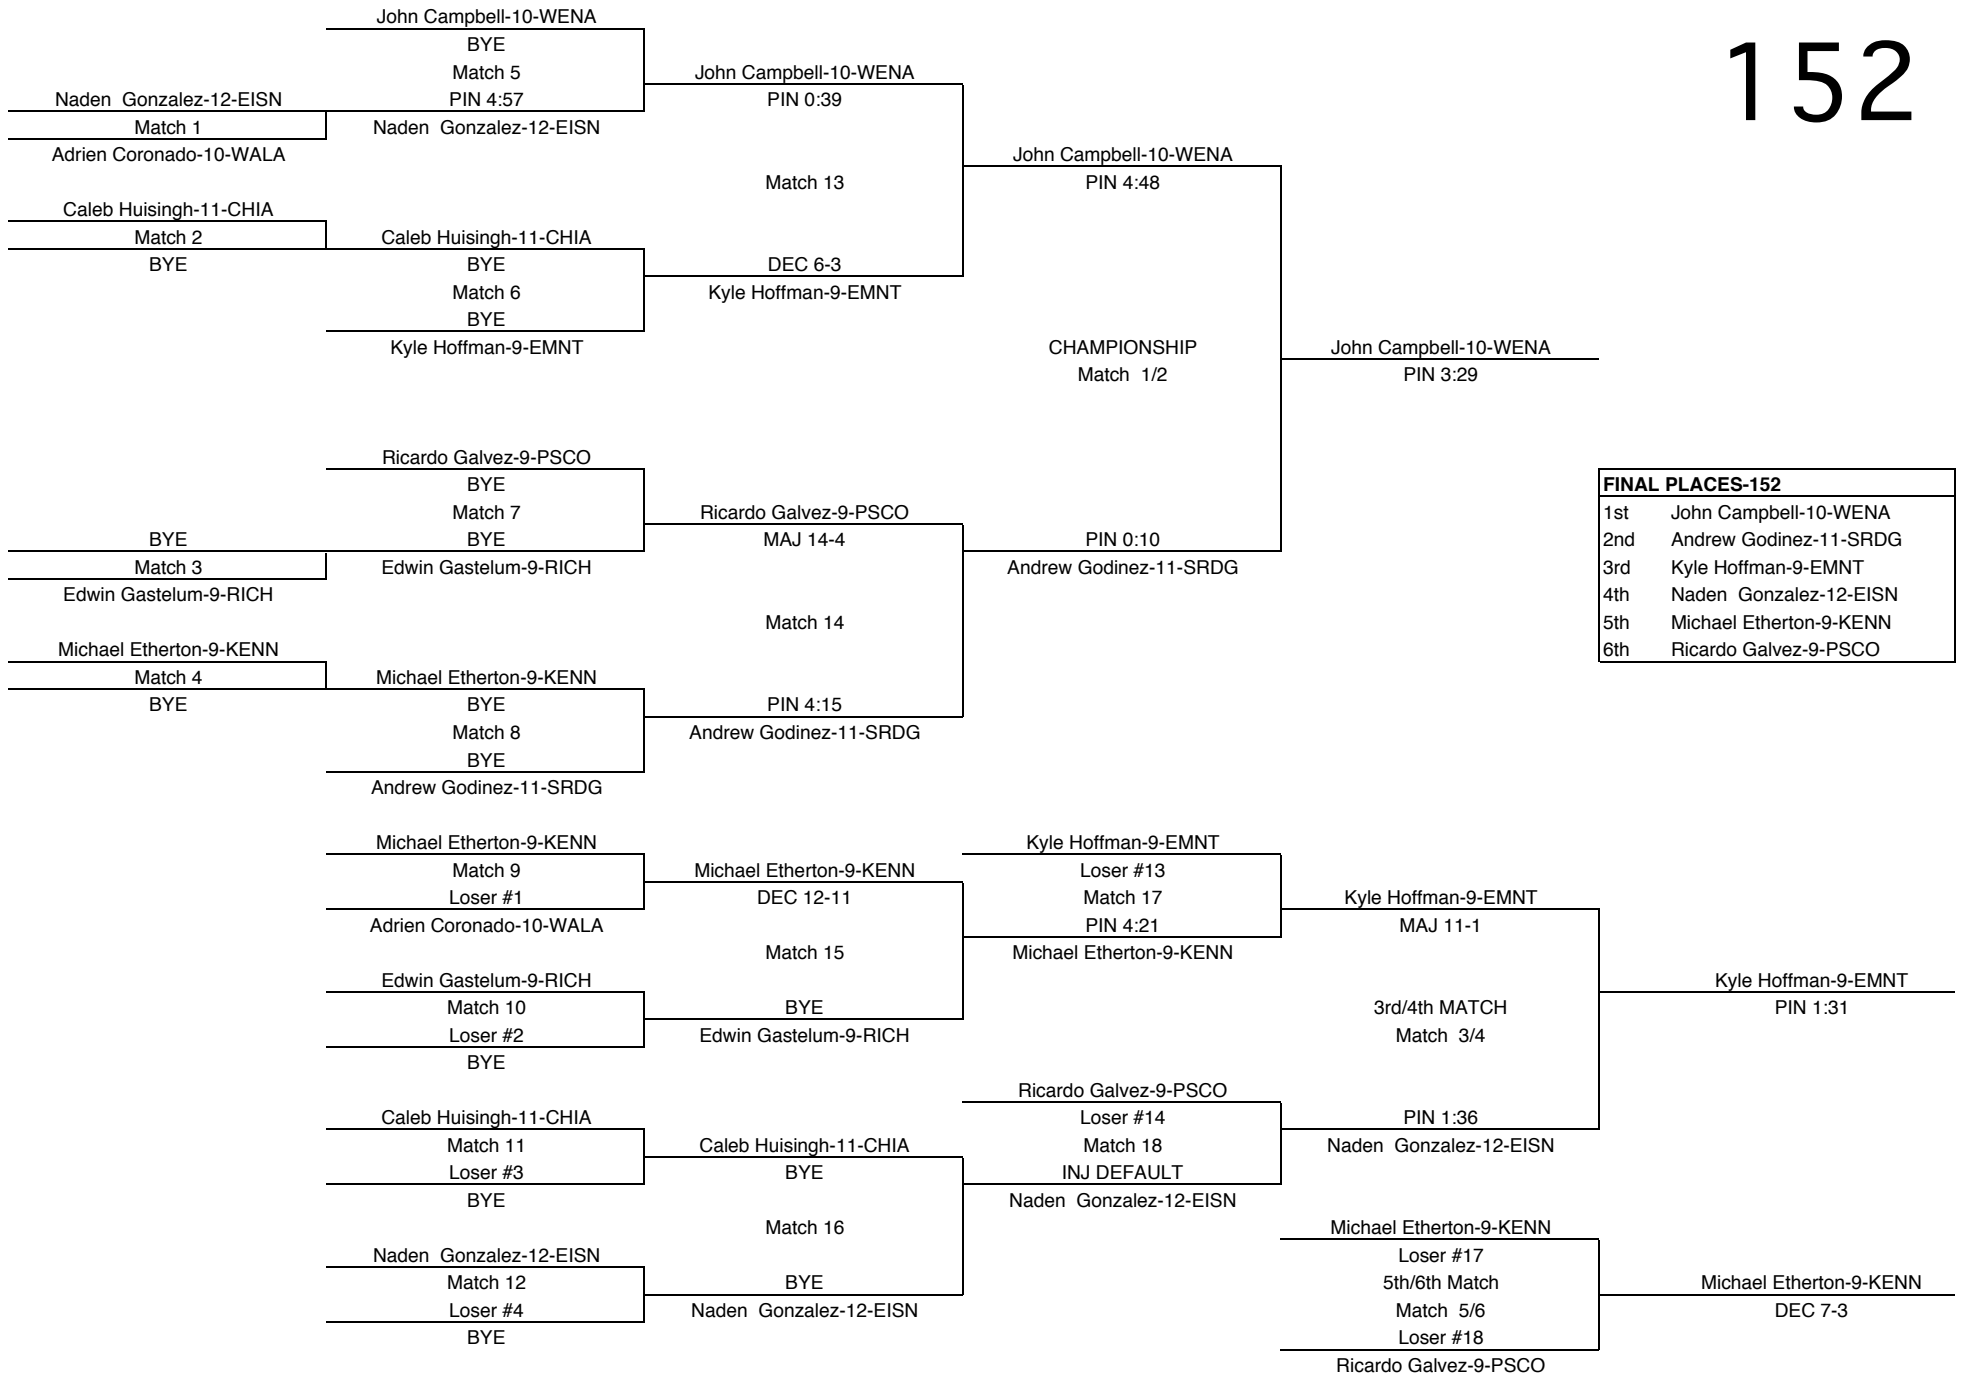 152
John Campbell-10-WENA
BYE
Match 5
PIN 4:57
Naden  Gonzalez-12-EISN
Naden  Gonzalez-12-EISN
Match 1
Adrien Coronado-10-WALA
Caleb Huisingh-11-CHIA
Match 2
BYE
Caleb Huisingh-11-CHIA
BYE
Match 6
BYE
Kyle Hoffman-9-EMNT
John Campbell-10-WENA
PIN 0:39
Match 13
DEC 6-3
Kyle Hoffman-9-EMNT
John Campbell-10-WENA
PIN 4:48
CHAMPIONSHIP
Match  1/2
John Campbell-10-WENA
PIN 3:29
Ricardo Galvez-9-PSCO
BYE
Match 7
BYE
Edwin Gastelum-9-RICH
BYE
Match 3
Edwin Gastelum-9-RICH
Michael Etherton-9-KENN
Match 4
BYE
Michael Etherton-9-KENN
BYE
Match 8
BYE
Andrew Godinez-11-SRDG
Ricardo Galvez-9-PSCO
MAJ 14-4
Match 14
PIN 4:15
Andrew Godinez-11-SRDG
PIN 0:10
Andrew Godinez-11-SRDG
FINAL PLACES-152
1st John Campbell-10-WENA
2nd Andrew Godinez-11-SRDG
3rd Kyle Hoffman-9-EMNT
4th Naden  Gonzalez-12-EISN
5th Michael Etherton-9-KENN
6th Ricardo Galvez-9-PSCO
Michael Etherton-9-KENN
Match 9
Loser #1
Adrien Coronado-10-WALA
Edwin Gastelum-9-RICH
Match 10
Loser #2
BYE
Michael Etherton-9-KENN
DEC 12-11
Match 15
BYE
Edwin Gastelum-9-RICH
Kyle Hoffman-9-EMNT
Loser #13
Match 17
PIN 4:21
Michael Etherton-9-KENN
Kyle Hoffman-9-EMNT
MAJ 11-1
3rd/4th MATCH
Match  3/4
Kyle Hoffman-9-EMNT
PIN 1:31
Caleb Huisingh-11-CHIA
Match 11
Loser #3
BYE
Naden  Gonzalez-12-EISN
Match 12
Loser #4
BYE
Caleb Huisingh-11-CHIA
BYE
Match 16
BYE
Naden  Gonzalez-12-EISN
Ricardo Galvez-9-PSCO
Loser #14
Match 18
INJ DEFAULT
Naden  Gonzalez-12-EISN
PIN 1:36
Naden  Gonzalez-12-EISN
Michael Etherton-9-KENN
Loser #17
5th/6th Match
Match  5/6
Loser #18
Ricardo Galvez-9-PSCO
Michael Etherton-9-KENN
DEC 7-3